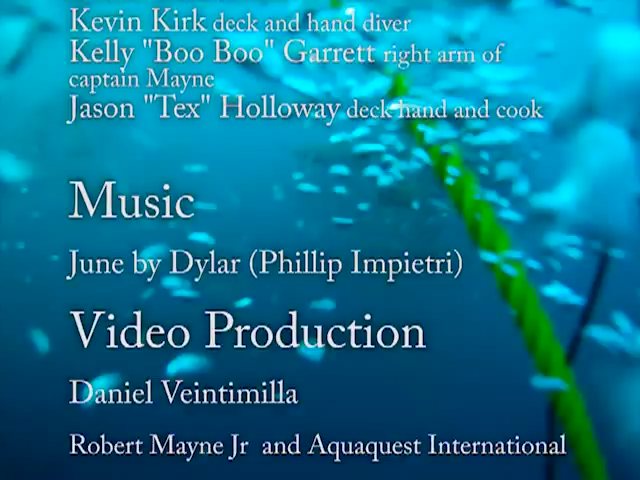 Kevin Kirk deck and hand diver
Kelly "Boo Boo" Garrett right arm of
captain Mayne
Jason "Tex" Holloway deck hand and cook
Music
June by Dylar (Phillip Impietri)
Video Production
Daniel Veintimilla
Robert Mayne Jr and Aquaquest International